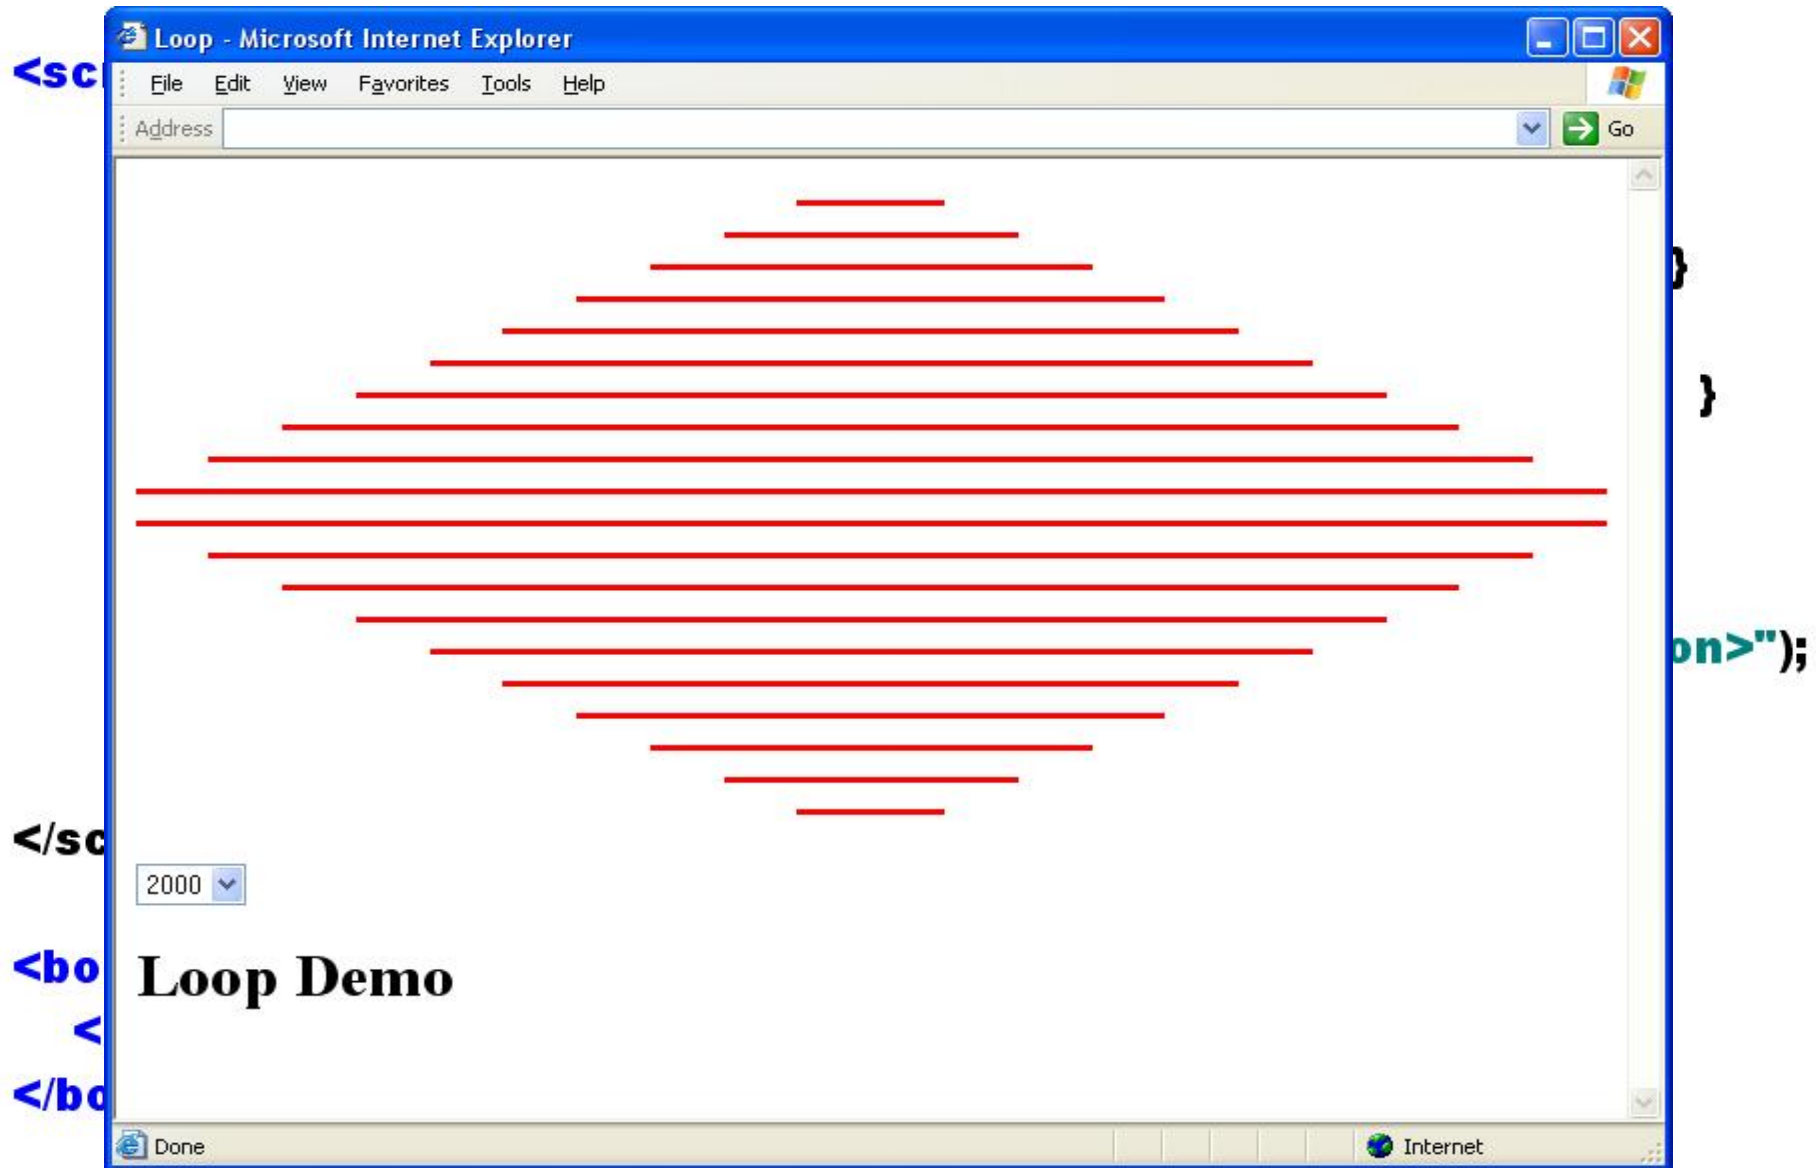 Loop - Microsoft Internet Explorer
<sc
File Edit View Favorites Tools Help
Address Go
}
}
on>");
</sc
2000
<bo
Loop Demo
<
</bo
Done Internet